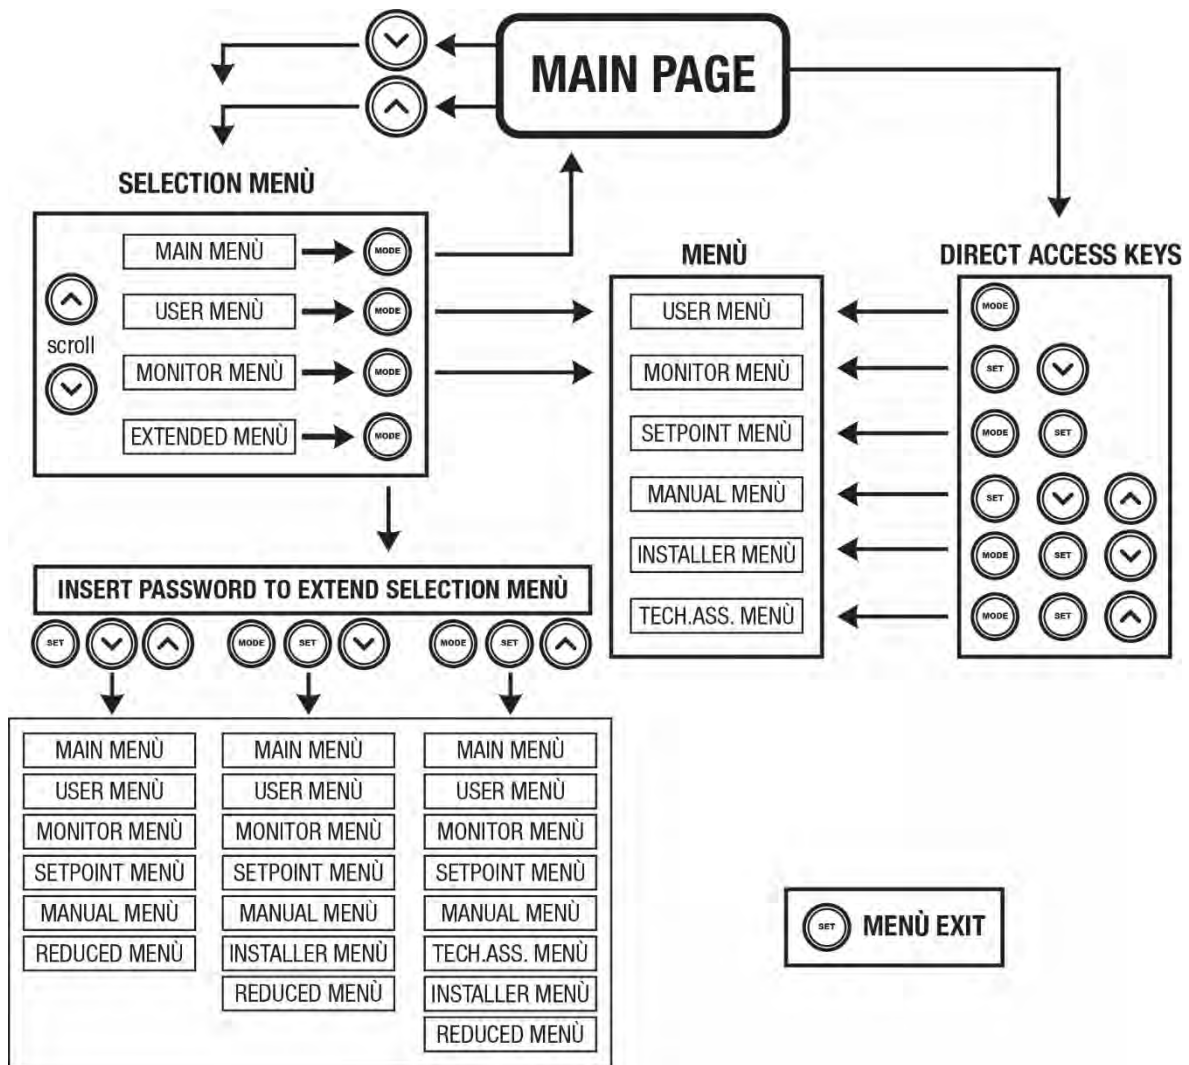 MAIN PAGE
SELECTION MENÙ
MAIN MENÙ MODE
USER MENÙ MODE
scroll
MONITOR MENÙ MODE
EXTENDED MENÙ MODE
MENÙ
USER MENÙ
MONITOR MENÙ
SETPOINT MENÙ
MANUAL MENÙ
INSTALLER MENÙ
TECH.ASS. MENÙ
DIRECT ACCESS KEYS
MODE
SET
MODE SET
SET
MODE SET
MODE SET
INSERT PASSWORD TO EXTEND SELECTION MENÙ
SET MODE SET MODE SET
MAIN MENÙ
USER MENÙ
MONITOR MENÙ
SETPOINT MENÙ
MANUAL MENÙ
REDUCED MENÙ
MAIN MENÙ
USER MENÙ
MONITOR MENÙ
SETPOINT MENÙ
MANUAL MENÙ
INSTALLER MENÙ
REDUCED MENÙ
MAIN MENÙ
USER MENÙ
MONITOR MENÙ
SETPOINT MENÙ
MANUAL MENÙ
TECH.ASS. MENÙ
INSTALLER MENÙ
REDUCED MENÙ
SET MENÙ EXIT